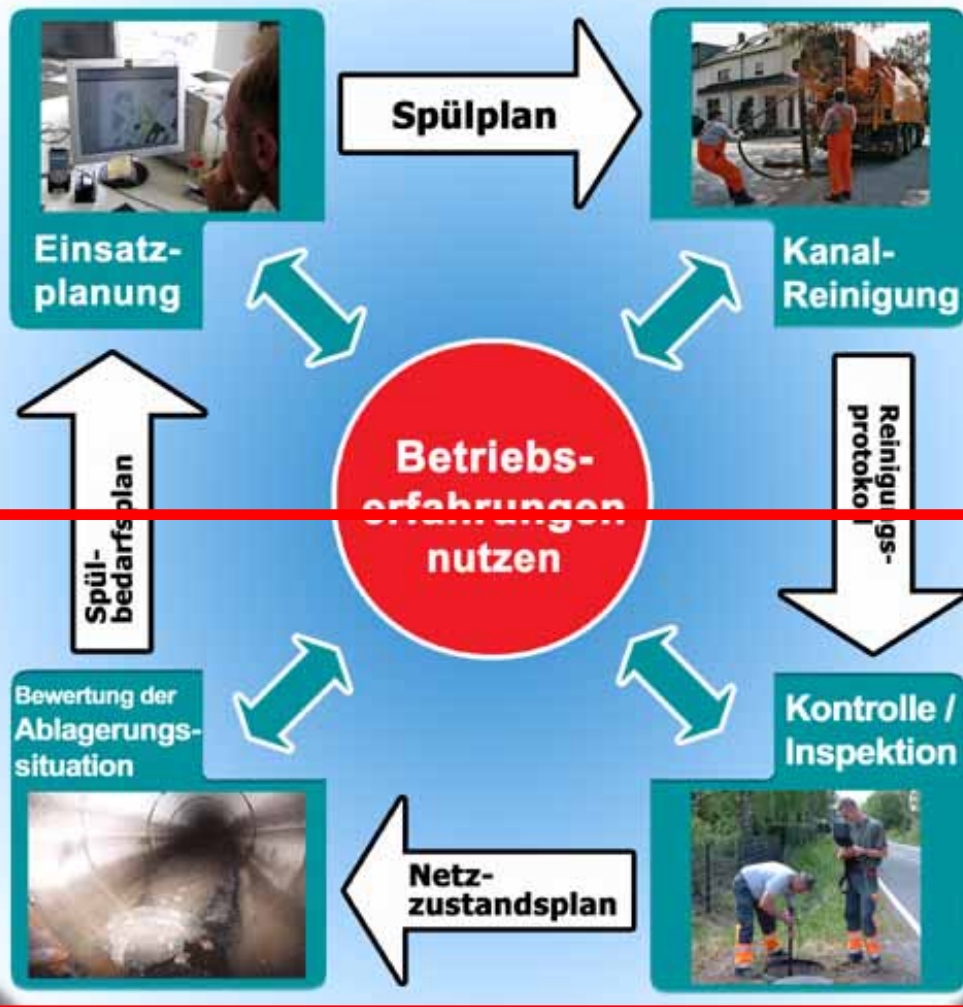 Spülplan
Einsatz-
planung
Kanal-
Reinigung
Betriebs-
erfahrungen
nutzen
Spül-
bedarfsplan
Reinigungs-
protokoll
Bewertung der
Ablagerungs-
situation
Kontrolle /
Inspektion
Netz-
zustandsplan